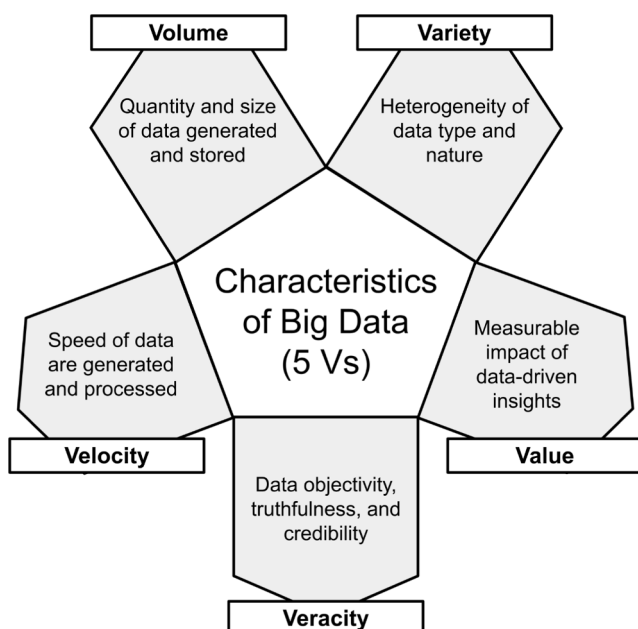 Volume
Quantity and size
of data generated
and stored
Variety
Heterogeneity of
data type and
nature
Characteristics
of Big Data
(5 Vs)
Speed of data
are generated
and processed
Velocity
Measurable
impact of
data-driven
insights
Value
Data objectivity,
truthfulness, and
credibility
Veracity